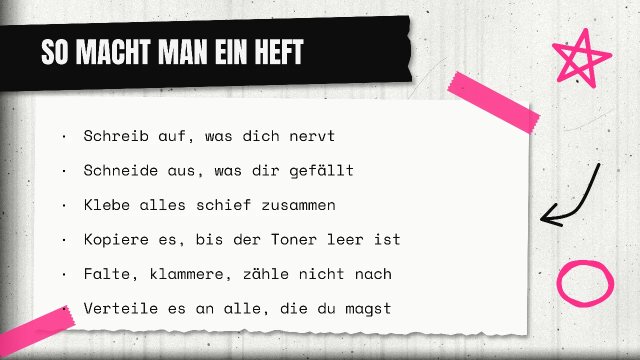 SO MACHT MAN EIN HEFT
· Schreib auf, was dich nervt
· Schneide aus, was dir gefällt
· Klebe alles schief zusammen
· Kopiere es, bis der Toner leer ist
· Falte, klammere, zähle nicht nach
· Verteile es an alle, die du magst